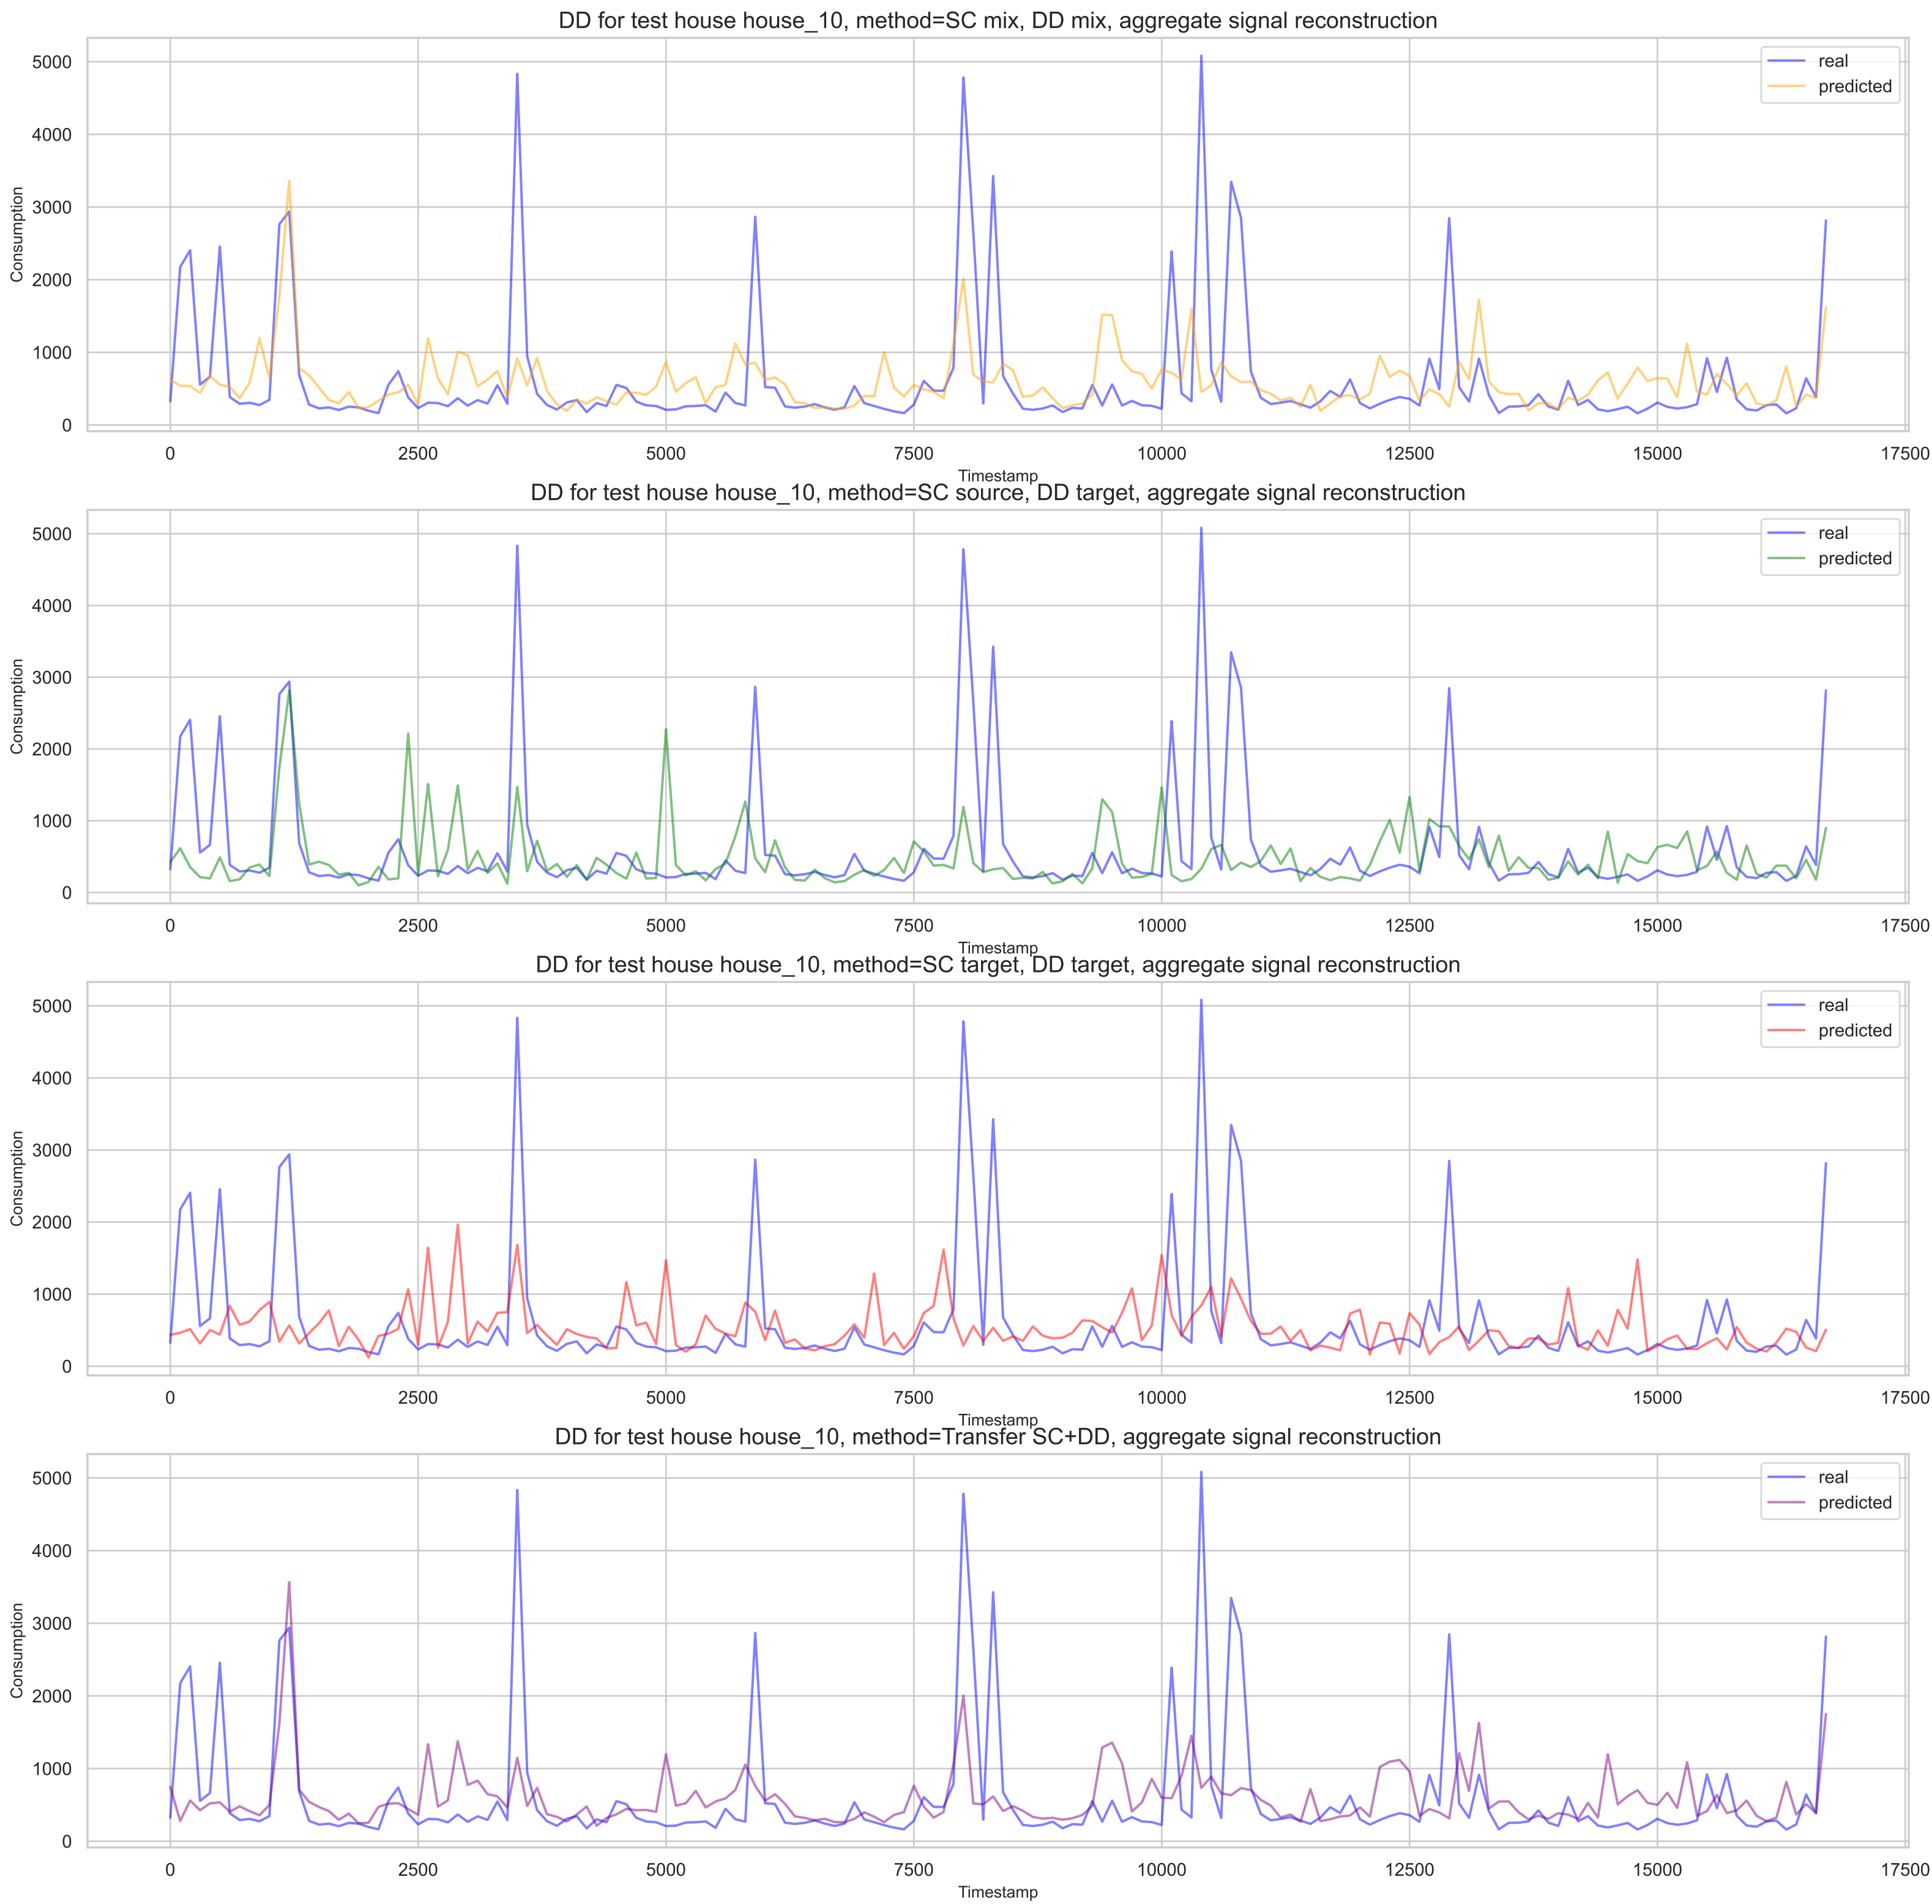 DD for test house house_10, method=SC mix, DD mix, aggregate signal reconstruction
real
predicted
5000
4000
3000
2000
1000
0
Consumption
0 2500 5000 7500 10000 12500 15000 17500
Timestamp
DD for test house house_10, method=SC source, DD target, aggregate signal reconstruction
real
predicted
5000
4000
3000
2000
1000
0
Consumption
0 2500 5000 7500 10000 12500 15000 17500
Timestamp
DD for test house house_10, method=SC target, DD target, aggregate signal reconstruction
real
predicted
5000
4000
3000
2000
1000
0
Consumption
0 2500 5000 7500 10000 12500 15000 17500
Timestamp
DD for test house house_10, method=Transfer SC+DD, aggregate signal reconstruction
real
predicted
5000
4000
3000
2000
1000
0
Consumption
0 2500 5000 7500 10000 12500 15000 17500
Timestamp